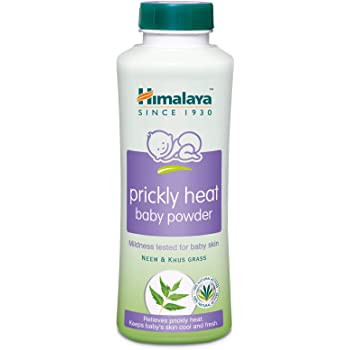 Himalaya™
SINCE 1930
prickly heat
baby powder
Mildness tested for baby skin
NEEM & KHUS GRASS
Relieves prickly heat.
Keeps baby's skin cool and fresh.